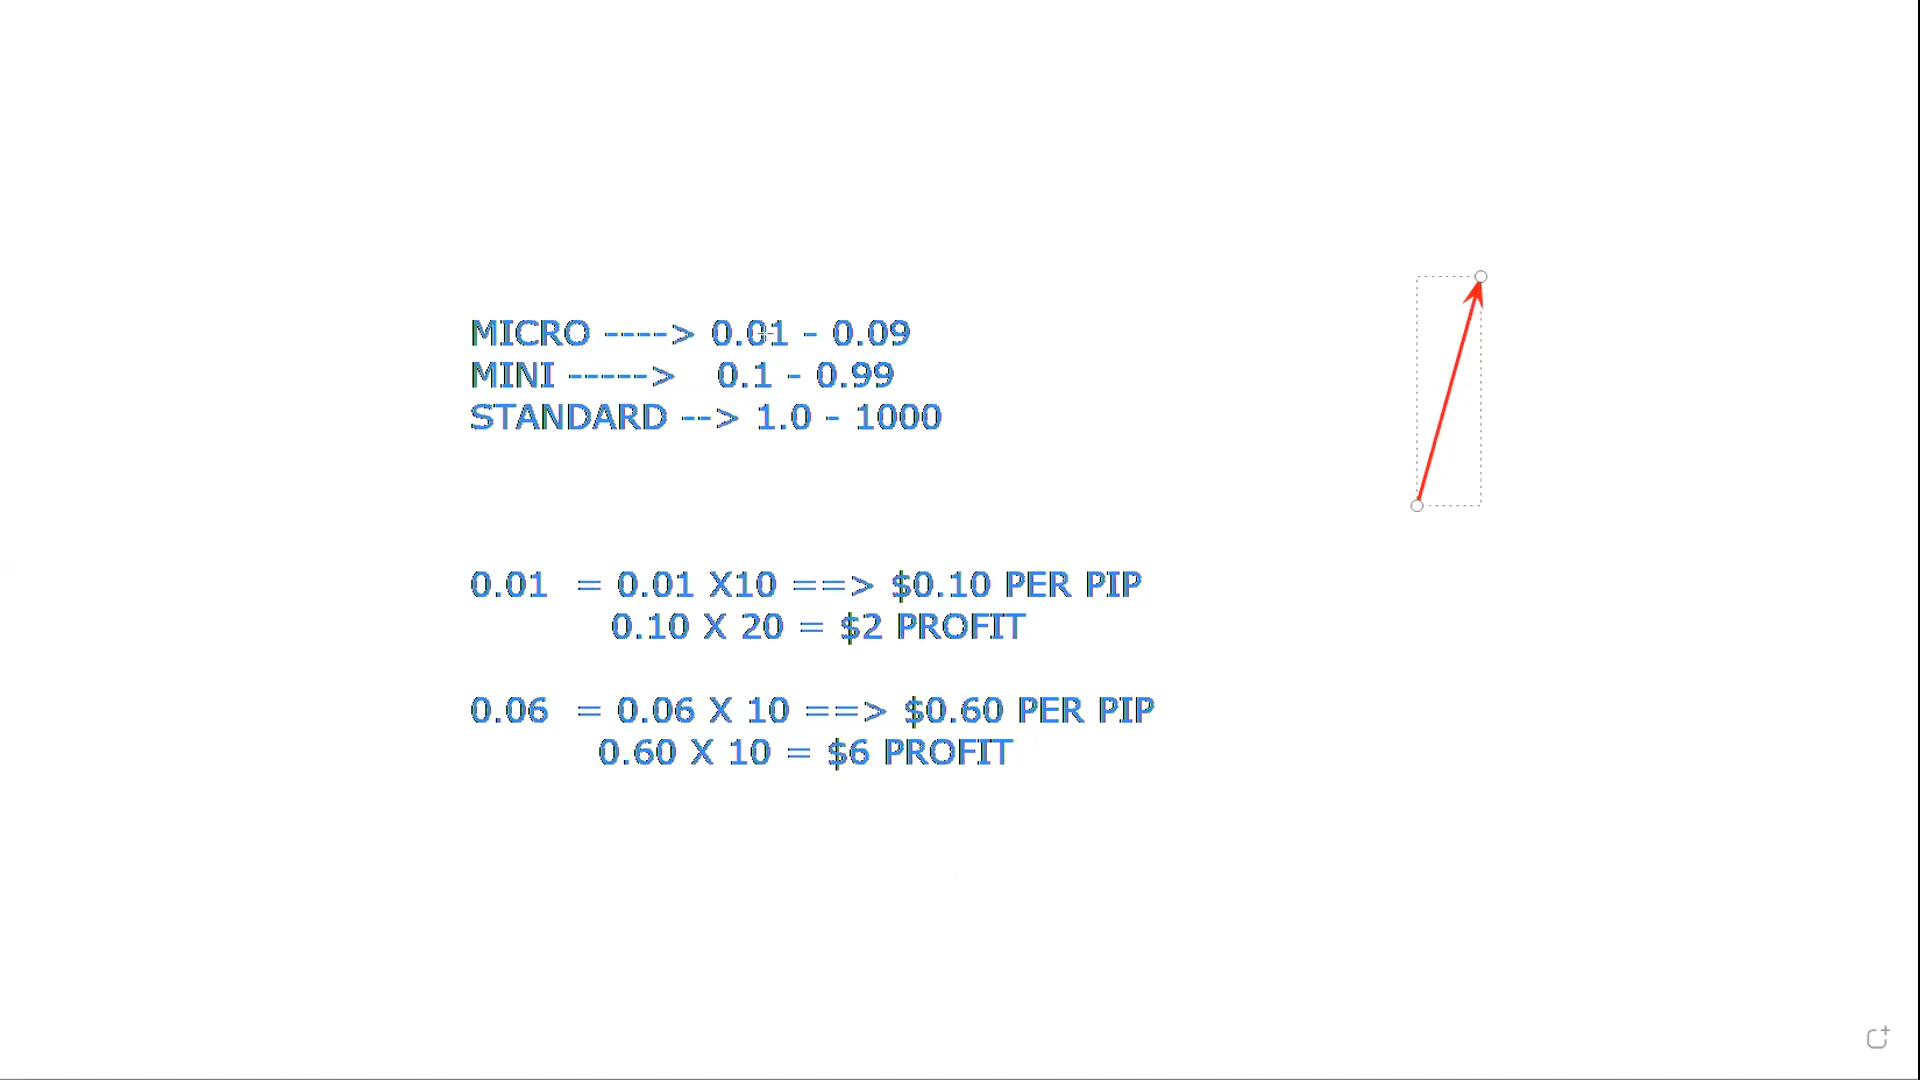 MICRO ----> 0.01 - 0.09
MINI -----> 0.1 - 0.99
STANDARD --> 1.0 - 1000
0.01 = 0.01 X10 ==> $0.10 PER PIP
0.10 X 20 = $2 PROFIT
0.06 = 0.06 X 10 ==> $0.60 PER PIP
0.60 X 10 = $6 PROFIT